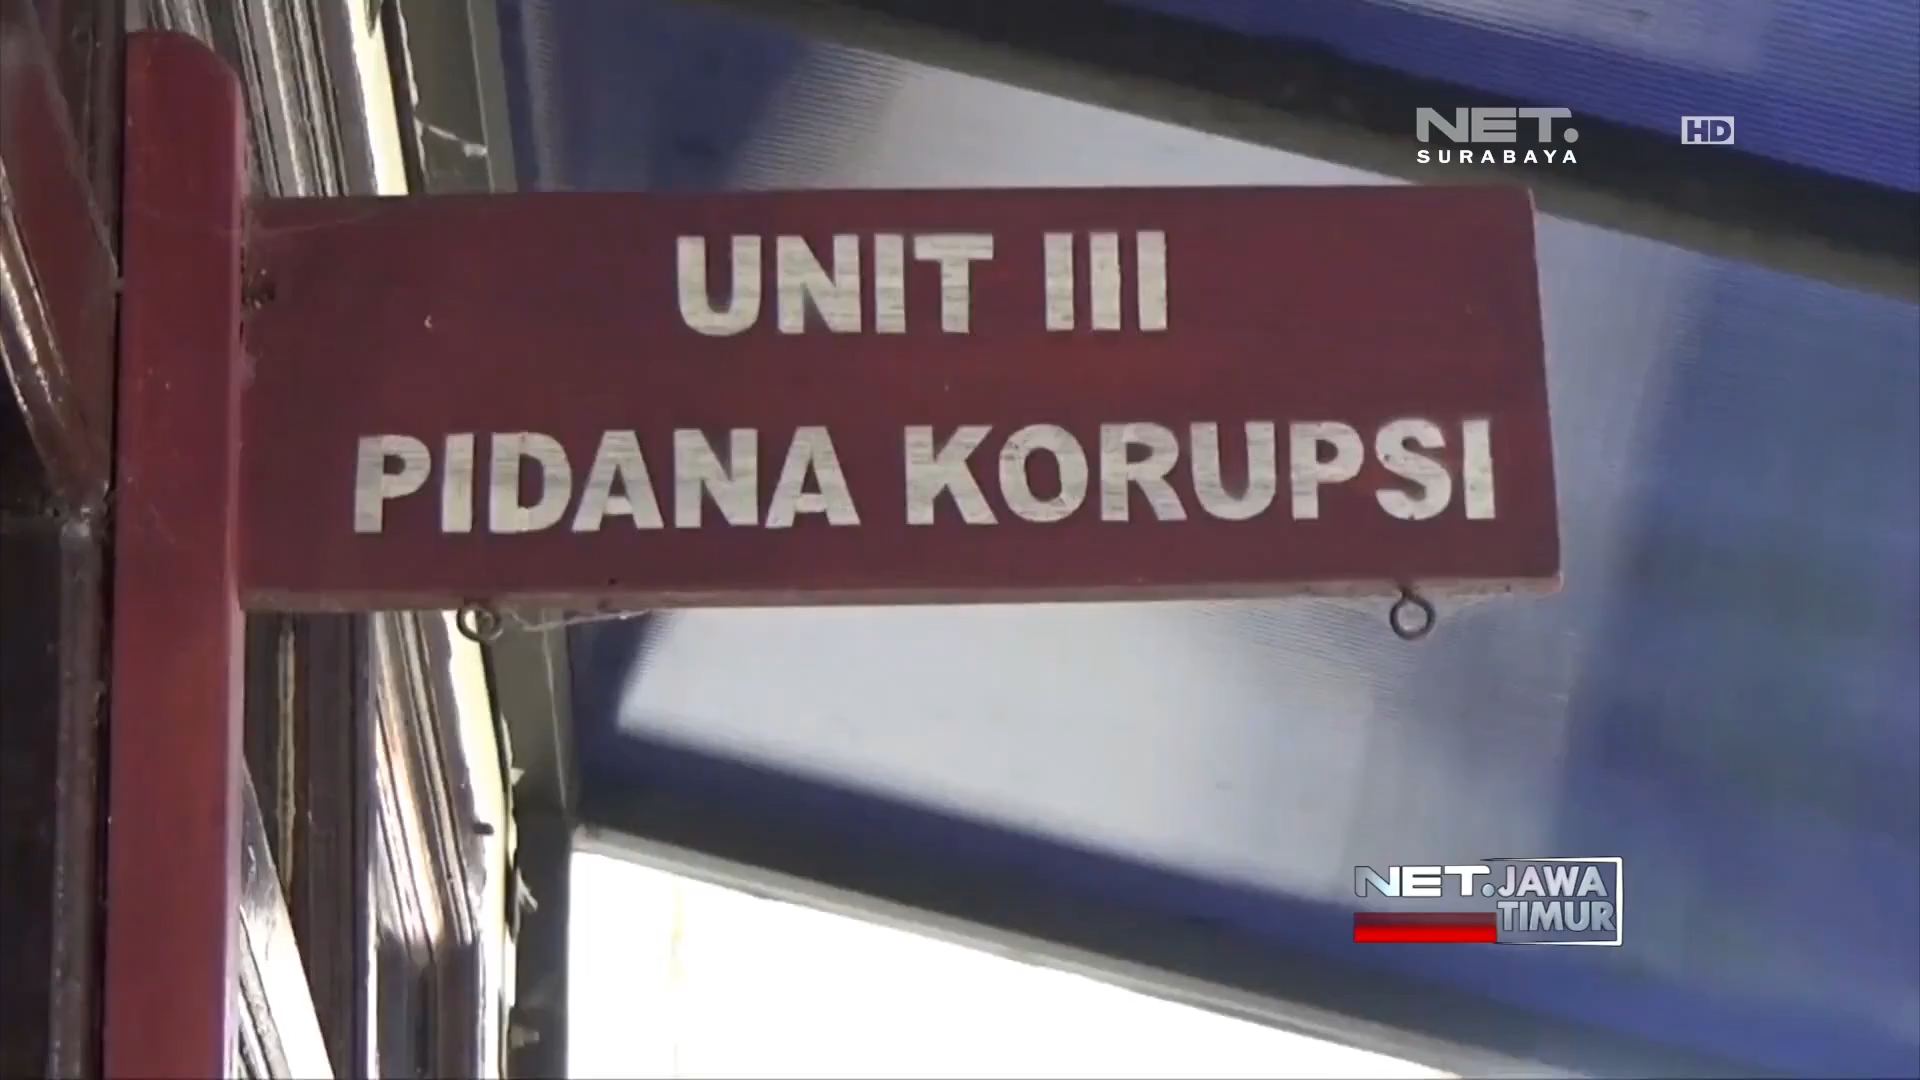 NET.
SURABAYA
HD
UNIT III
PIDANA KORUPSI
NET. JAWA
TIMUR